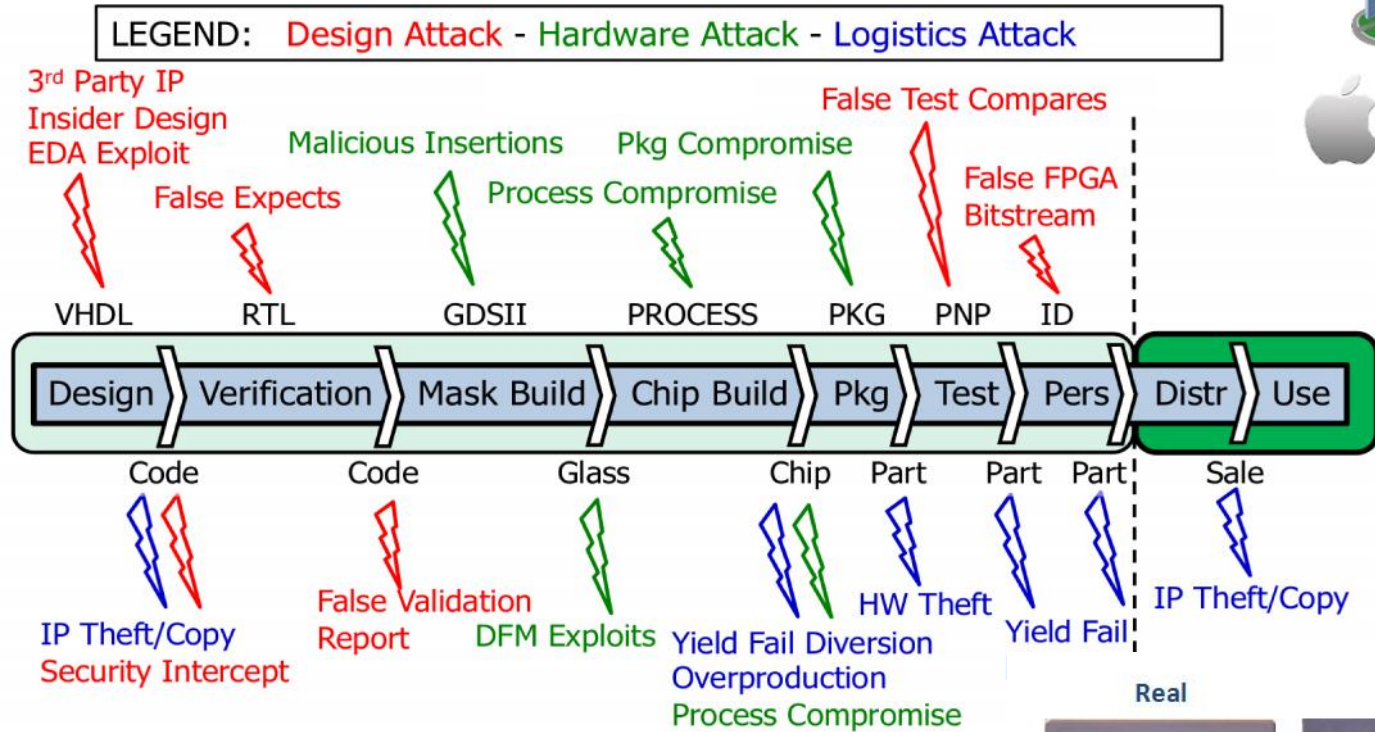 LEGEND: Design Attack - Hardware Attack - Logistics Attack
3rd Party IP
Insider Design
EDA Exploit
False Expects
Malicious Insertions
Process Compromise
Pkg Compromise
False Test Compares
False FPGA
Bitstream
VHDL RTL GDSII PROCESS PKG PNP ID
Design Verification Mask Build Chip Build Pkg Test Pers Distr Use
Code Code Glass Chip Part Part Part Sale
IP Theft/Copy
Security Intercept
False Validation
Report
DFM Exploits
Yield Fail Diversion
Overproduction
Process Compromise
HW Theft
Yield Fail
IP Theft/Copy
Real